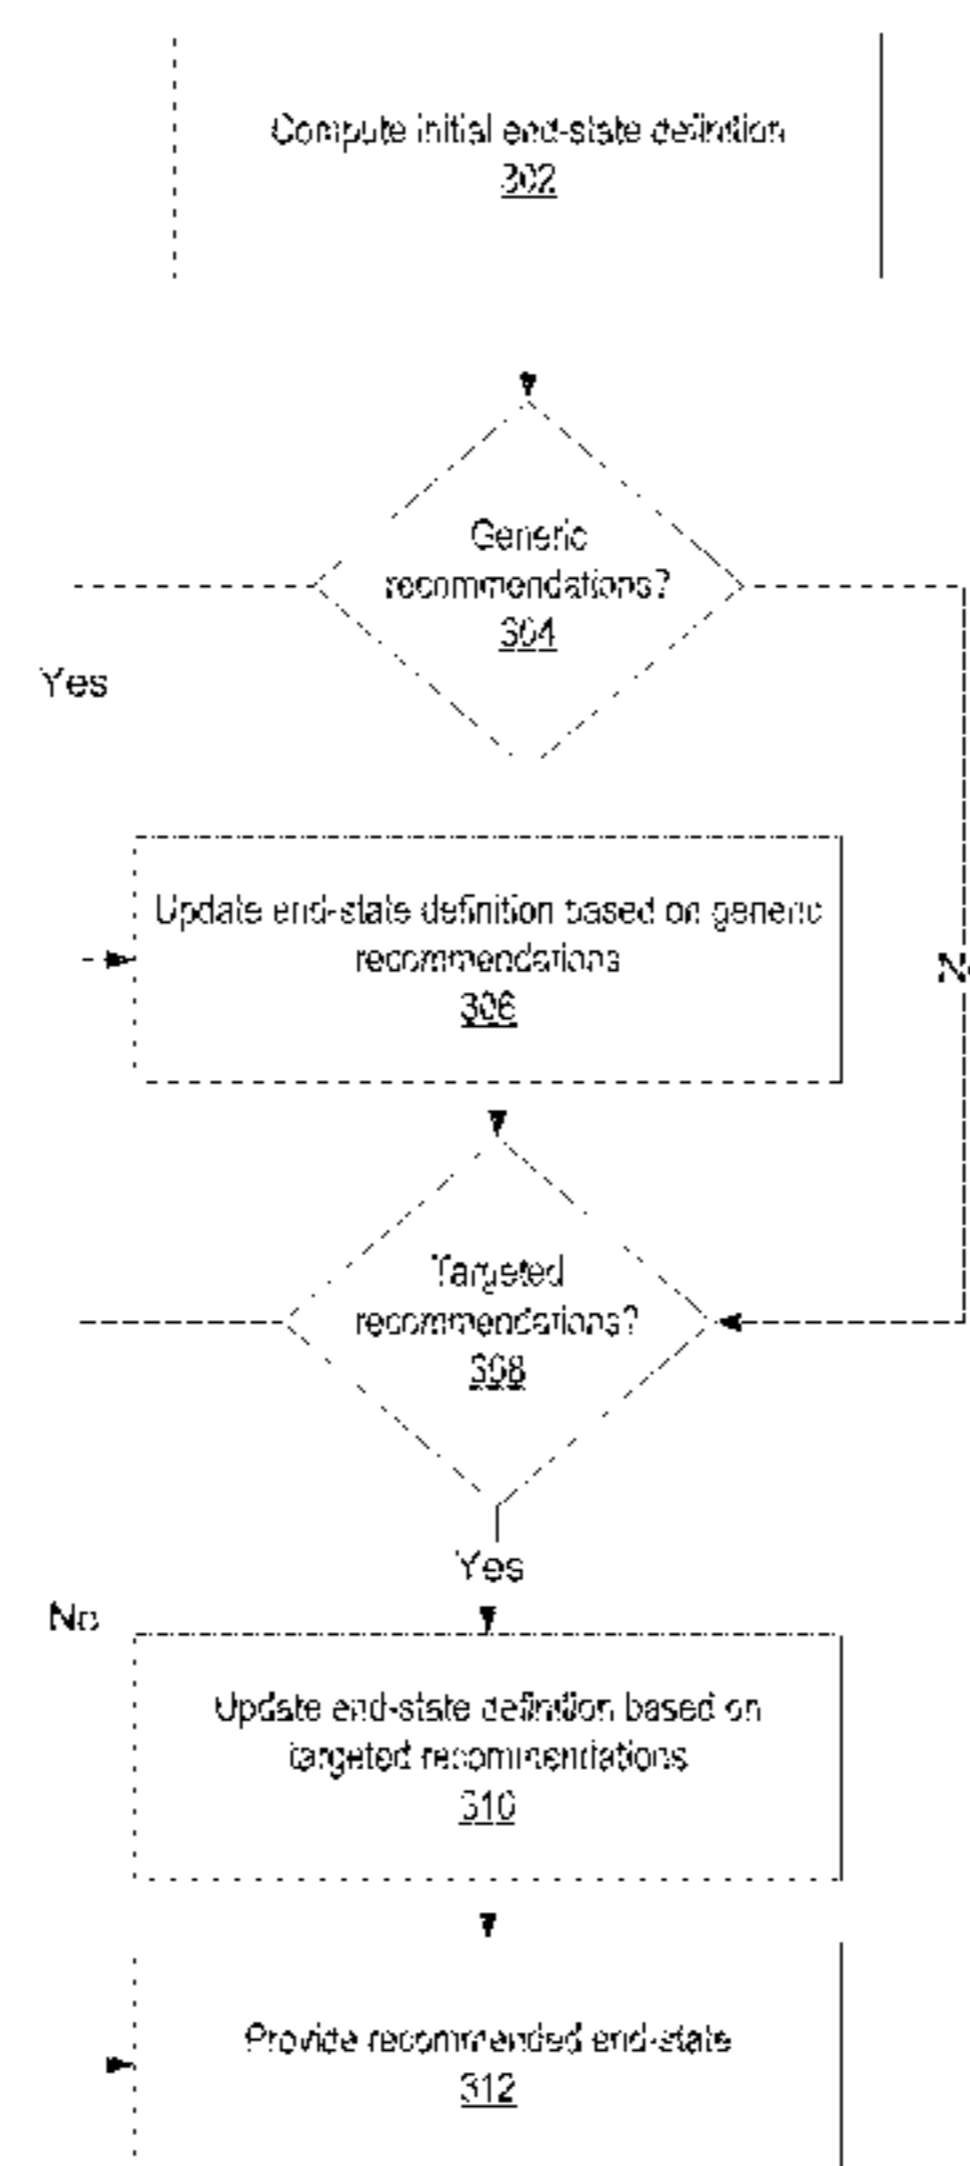 Compute initial end-state definition
302
Generic
recommendations?
304
Yes
Update end-state definition based on generic
recommendations
306
Targeted
recommendations?
308
Yes
No
Update end-state definition based on
targeted recommendations
310
Provide recommended end-state
312